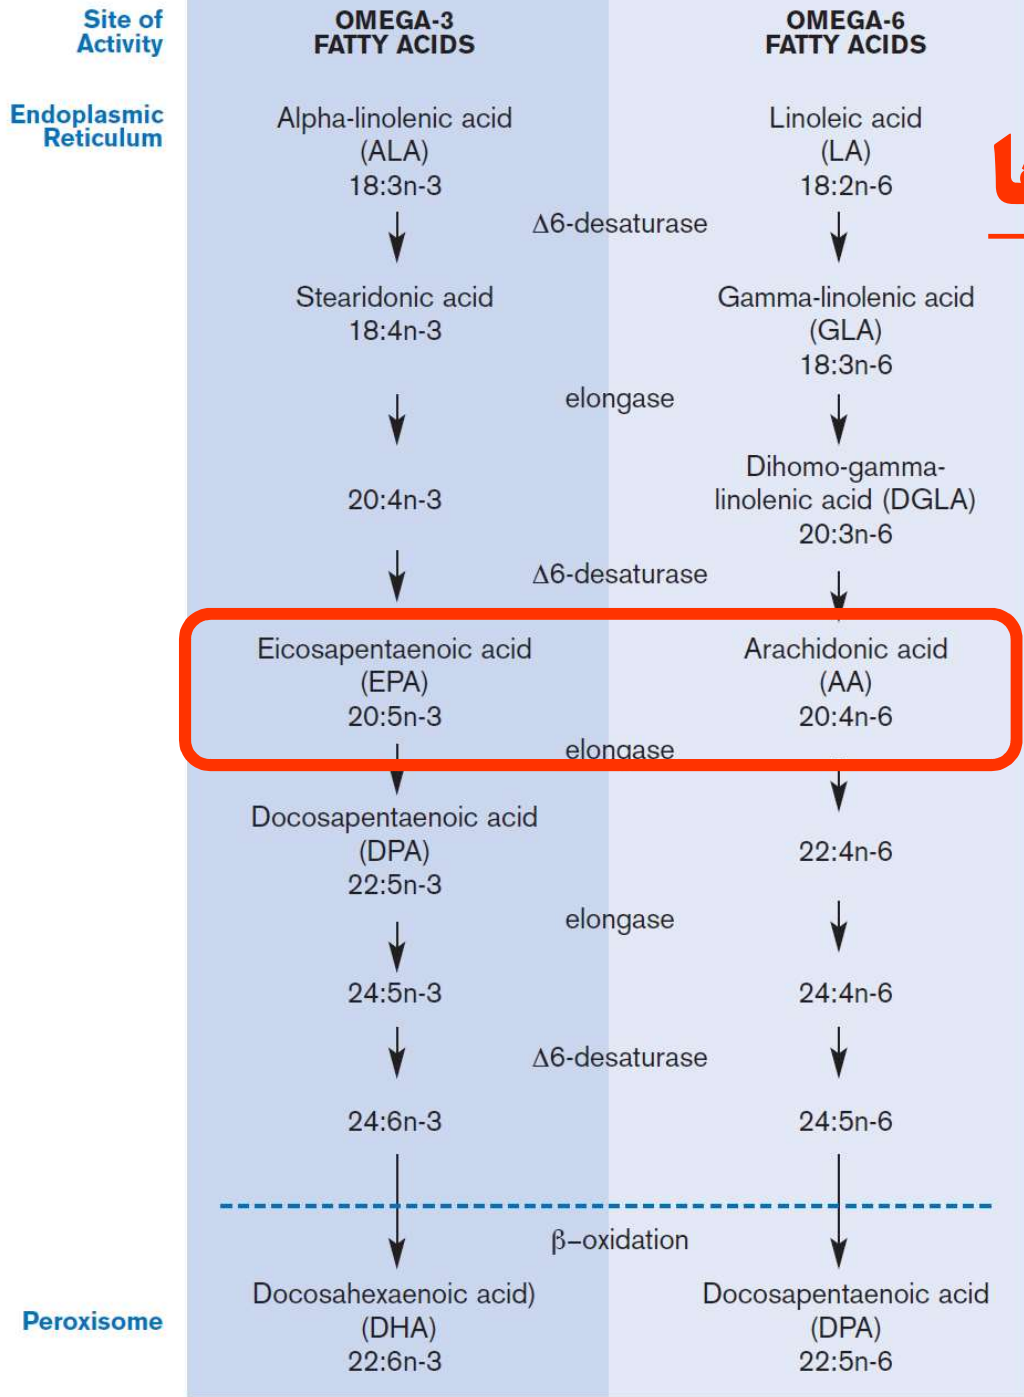 Site of Activity
OMEGA-3 FATTY ACIDS
OMEGA-6 FATTY ACIDS
Endoplasmic Reticulum
Alpha-linolenic acid
(ALA)
18:3n-3
Linoleic acid
(LA)
18:2n-6
Δ6-desaturase
Stearidonic acid
18:4n-3
Gamma-linolenic acid
(GLA)
18:3n-6
elongase
20:4n-3
Dihomo-gamma-
linolenic acid (DGLA)
20:3n-6
Δ6-desaturase
Eicosapentaenoic acid
(EPA)
20:5n-3
Arachidonic acid
(AA)
20:4n-6
elongase
Docosapentaenoic acid
(DPA)
22:5n-3
22:4n-6
elongase
24:5n-3
24:4n-6
Δ6-desaturase
24:6n-3
24:5n-6
β–oxidation
Peroxisome
Docosahexaenoic acid)
(DHA)
22:6n-3
Docosapentaenoic acid
(DPA)
22:5n-6